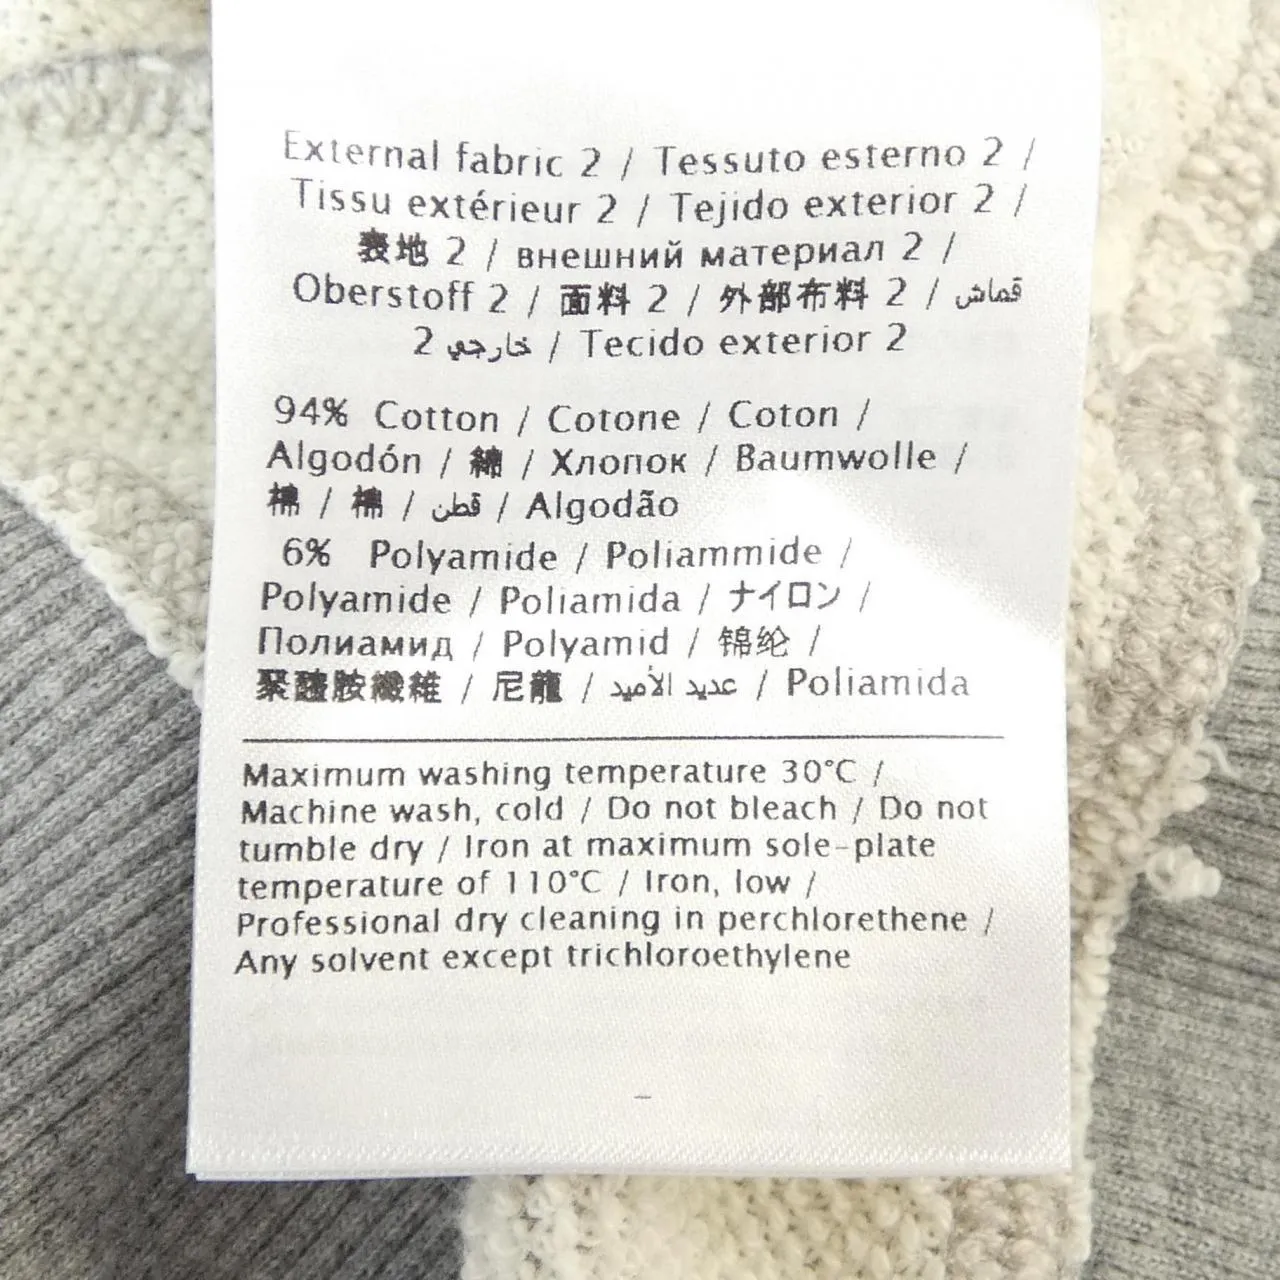 External fabric 2 / Tessuto esterno 2 /
Tissu extérieur 2 / Tejido exterior 2 /
表地 2 / внешний материал 2 /
Oberstoff 2 / 面料 2 / 外部布料 2 / قماش
خارجي 2 / Tecido exterior 2
94% Cotton / Cotone / Coton /
Algodón / 綿 / Хлопок / Baumwolle /
棉 / 棉 / قطن / Algodão
6% Polyamide / Poliammide /
Polyamide / Poliamida / ナイロン /
Полиамид / Polyamid / 锦纶 /
聚醯胺纖維 / 尼龍 / عديد الأميد / Poliamida
Maximum washing temperature 30°C /
Machine wash, cold / Do not bleach / Do not
tumble dry / Iron at maximum sole-plate
temperature of 110°C / Iron, low /
Professional dry cleaning in perchlorethene /
Any solvent except trichloroethylene